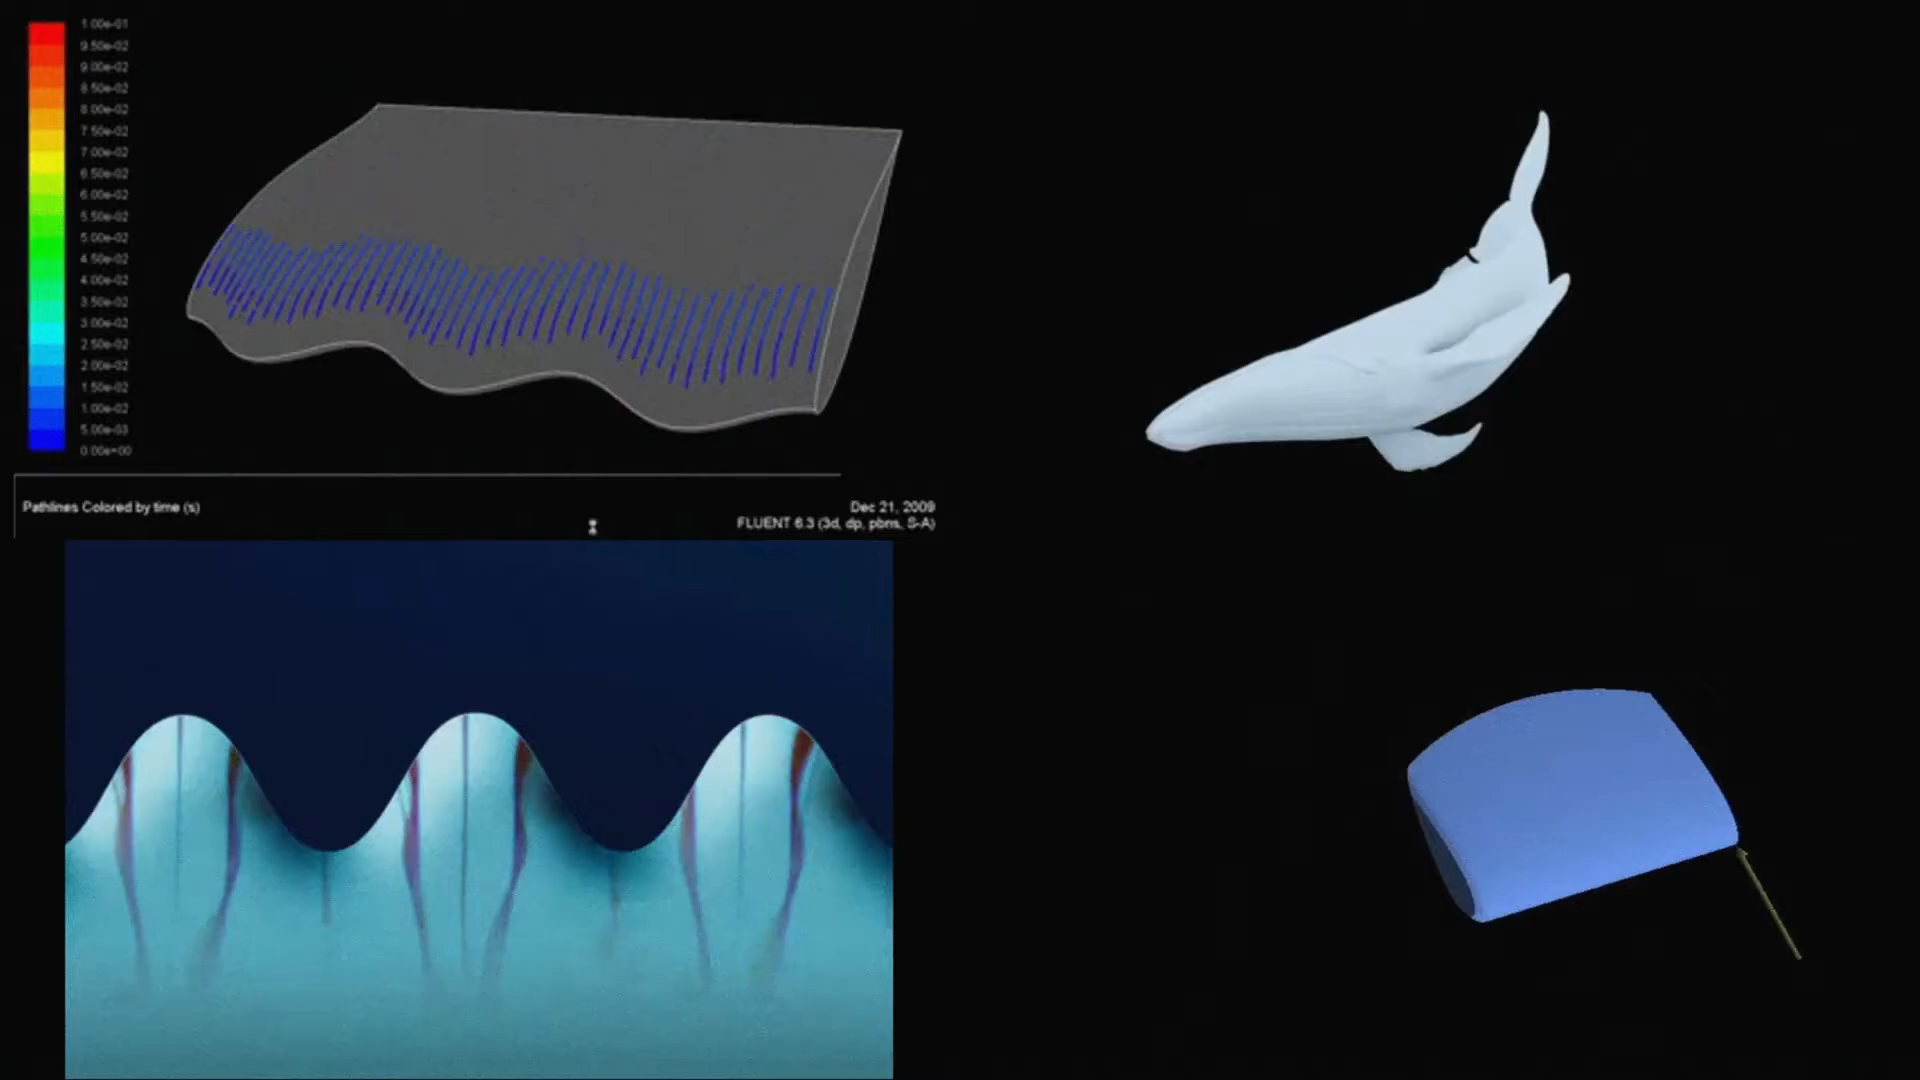 1.00e-01
9.50e-02
9.00e-02
8.50e-02
8.00e-02
7.50e-02
7.00e-02
6.50e-02
6.00e-02
5.50e-02
5.00e-02
4.50e-02
4.00e-02
3.50e-02
3.00e-02
2.50e-02
2.00e-02
1.50e-02
1.00e-02
5.00e-03
0.00e+00
Pathlines Colored by time (s)
Dec 21, 2009
FLUENT 6.3 (3d, dp, pbns, S-A)